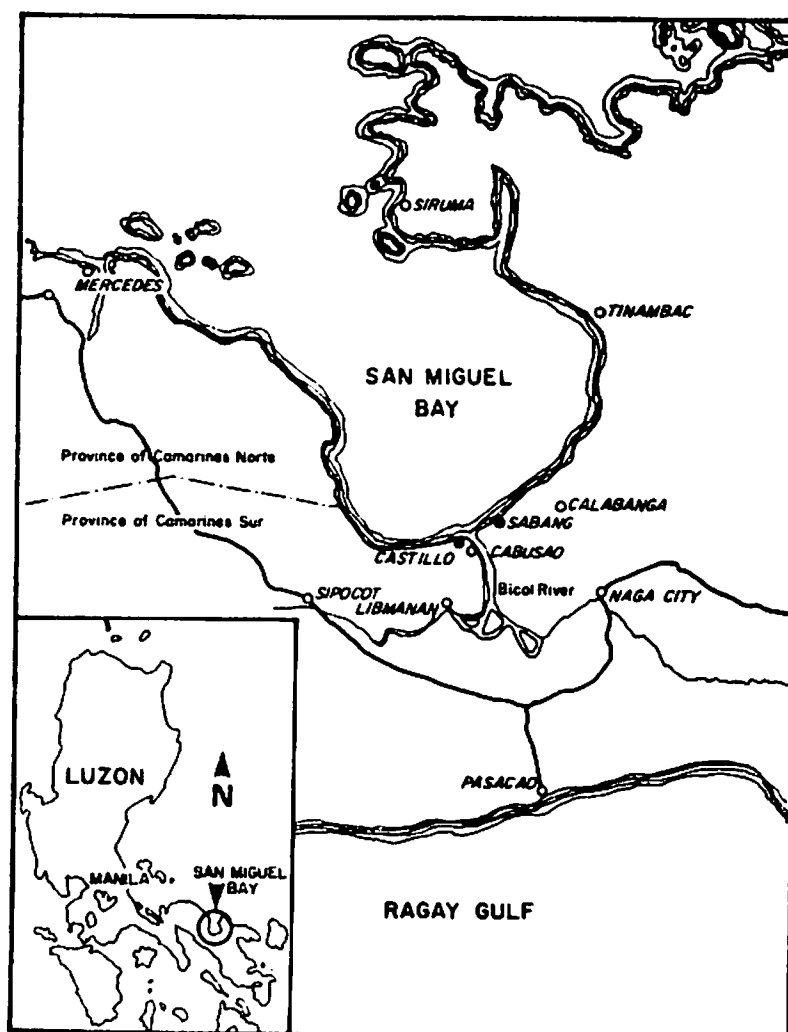 SIRUMA
MERCEDES
TINAMBAC
SAN MIGUEL
BAY
Province of Camarines Norte
Province of Camarines Sur
CALABANGA
SABANG
CASTILLO
CABUSAO
SIPOCOT
LIBMANAN
Bicol River
NAGA CITY
PASACAO
RAGAY GULF
LUZON
N
MANILA
SAN MIGUEL
BAY